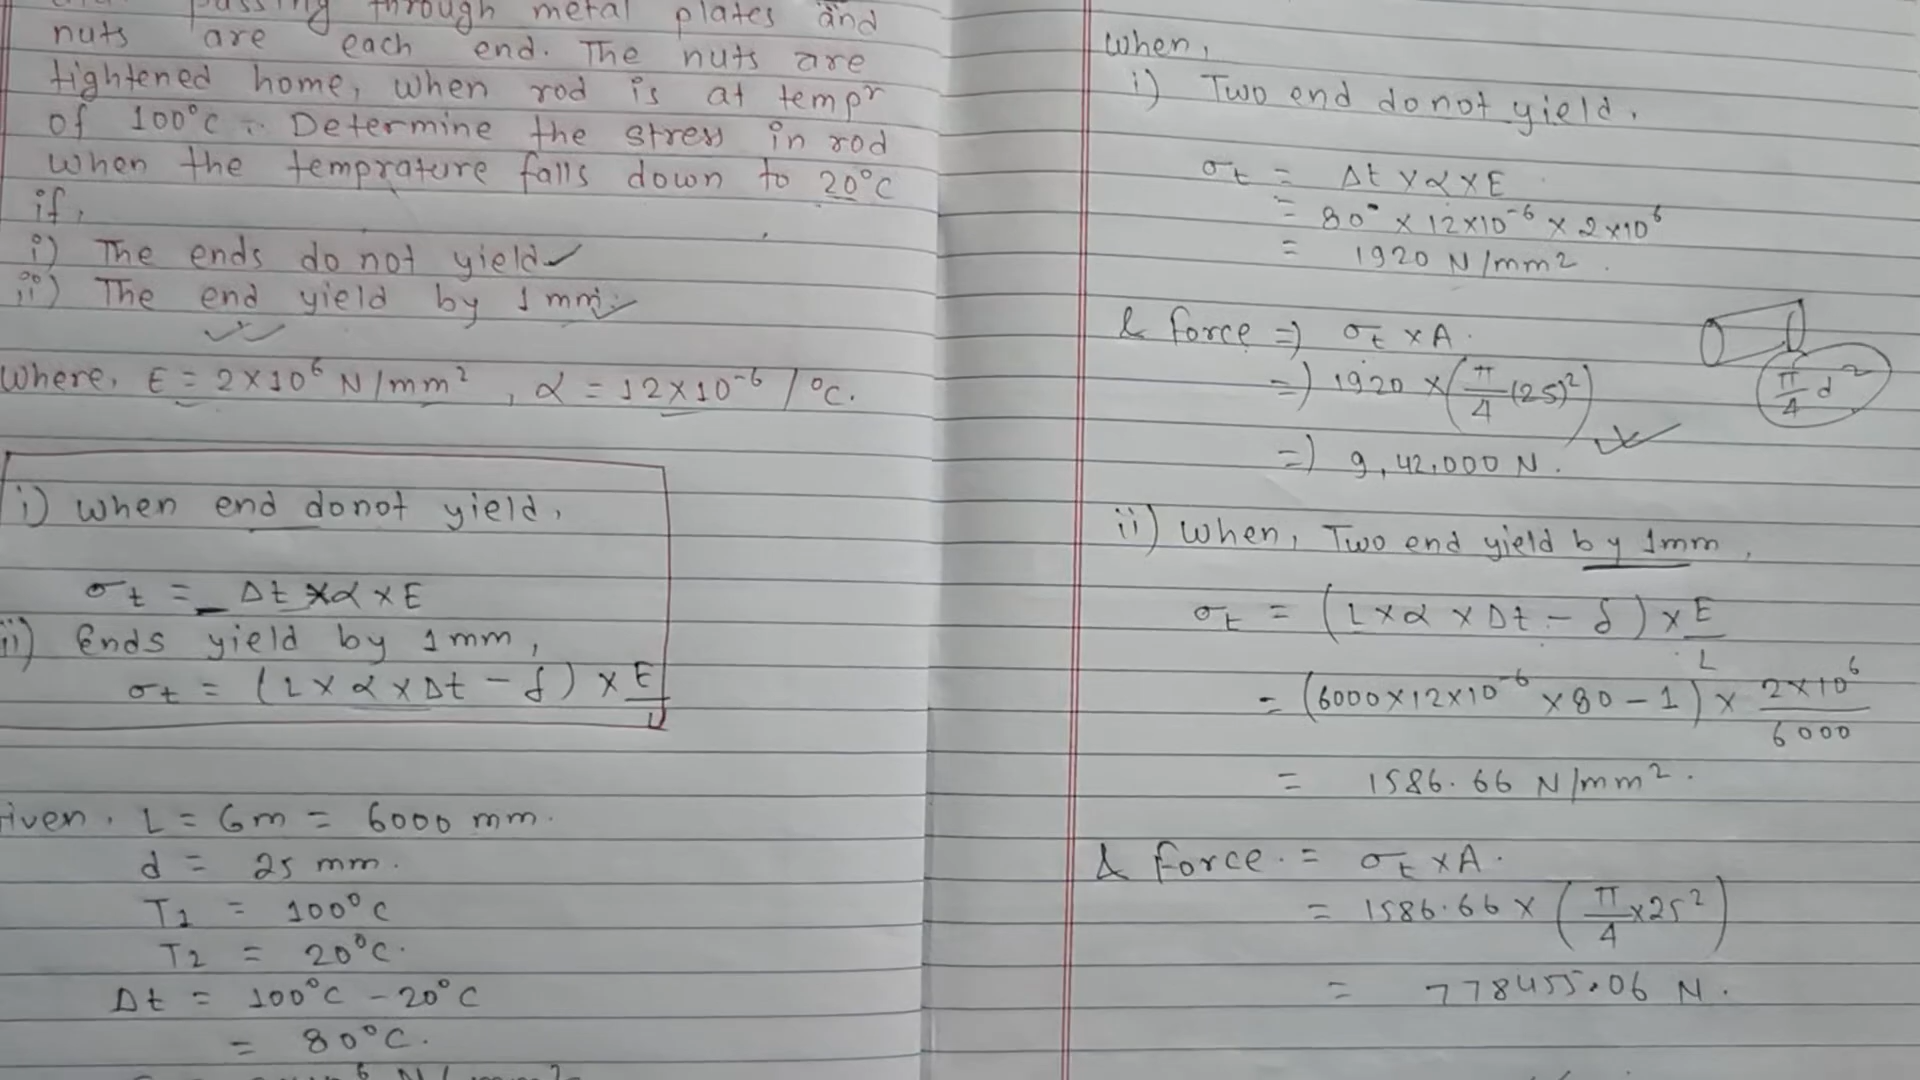 passing through metal plates and
nuts are each end. The nuts are
tightened home, when rod is at tempr
of 100°C. Determine the stress in rod
when the temprature falls down to 20°C
if,
i) The ends do not yield
ii) The end yield by 1 mm.
Where, E = 2×10⁶ N/mm², α = 12×10⁻⁶ /°C.
i) When end donot yield,
σt = Δt × α × E
ii) Ends yield by 1 mm,
σt = (L × α × Δt - δ) × E/L
iven, L = 6m = 6000 mm.
d = 25 mm.
T1 = 100°C
T2 = 20°C.
Δt = 100°C - 20°C
= 80°C.
When,
i) Two end donot yield.
σt = Δt × α × E
= 80° × 12×10⁻⁶ × 2×10⁶
= 1920 N/mm2.
& force => σt × A.
=> 1920 × (π/4 (25)²)
π/4 d²
=> 9,42,000 N.
ii) When, Two end yield by 1mm,
σt = (L × α × Δt - δ) × E/L
= (6000×12×10⁻⁶ × 80 - 1) × 2×10⁶/6000
= 1586.66 N/mm².
& Force. = σt × A.
= 1586.66 × (π/4 × 25²)
= 778455.06 N.